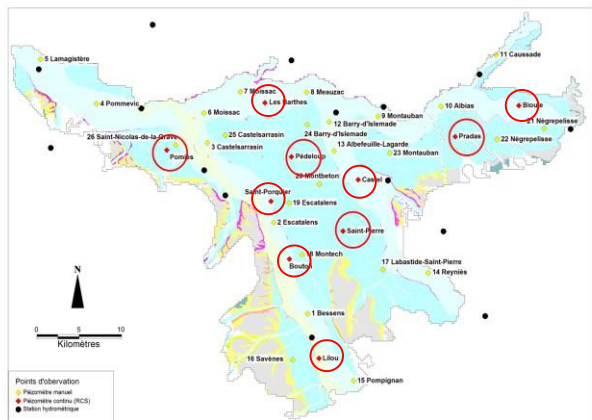 11 Caussade
5 Lamagistère
7 Moissac
8 Meauzac
Les Barthes
4 Pommevic
10 Albias
Bioule
6 Moissac
9 Montauban
12 Barry-d'Islemade
21 Nègrepelisse
25 Castelsarrasin
24 Barry-d'Islemade
Pradas
26 Saint-Nicolas-de-la-Grave
3 Castelsarrasin
22 Nègrepelisse
13 Albefeuille-Lagarde
Pédeloup
23 Montauban
20 Montbeton
Castel
Saint-Porquier
19 Escatalens
2 Escatalens
Saint-Pierre
18 Montech
Bouton
17 Labastide-Saint-Pierre
14 Reyniès
N
1 Bessens
0 5 10
Kilomètres
16 Savènes
Lilou
15 Pompignan
Points d'obervation
Piézomètre manuel
Piézomètre continu (RCS)
Station hydrométrique